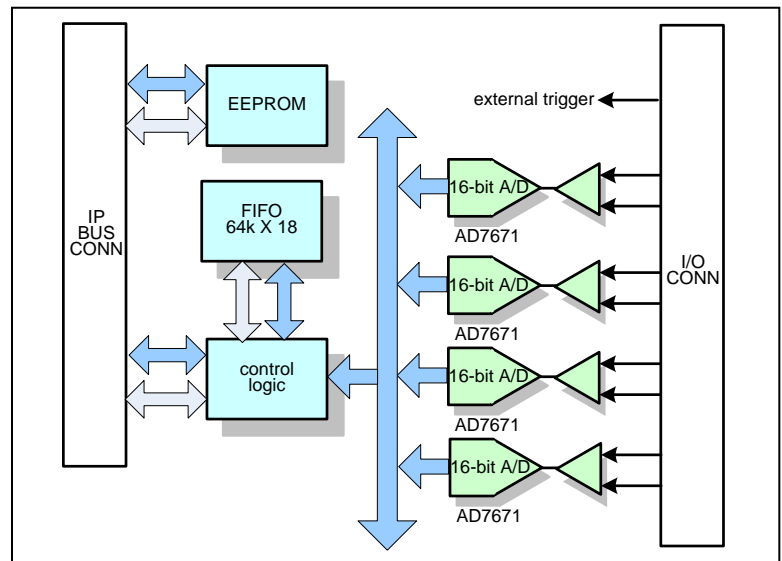 IP
BUS
CONN
EEPROM
FIFO
64k X 18
control
logic
external trigger
16-bit A/D
AD7671
16-bit A/D
AD7671
16-bit A/D
AD7671
16-bit A/D
AD7671
I/O
CONN